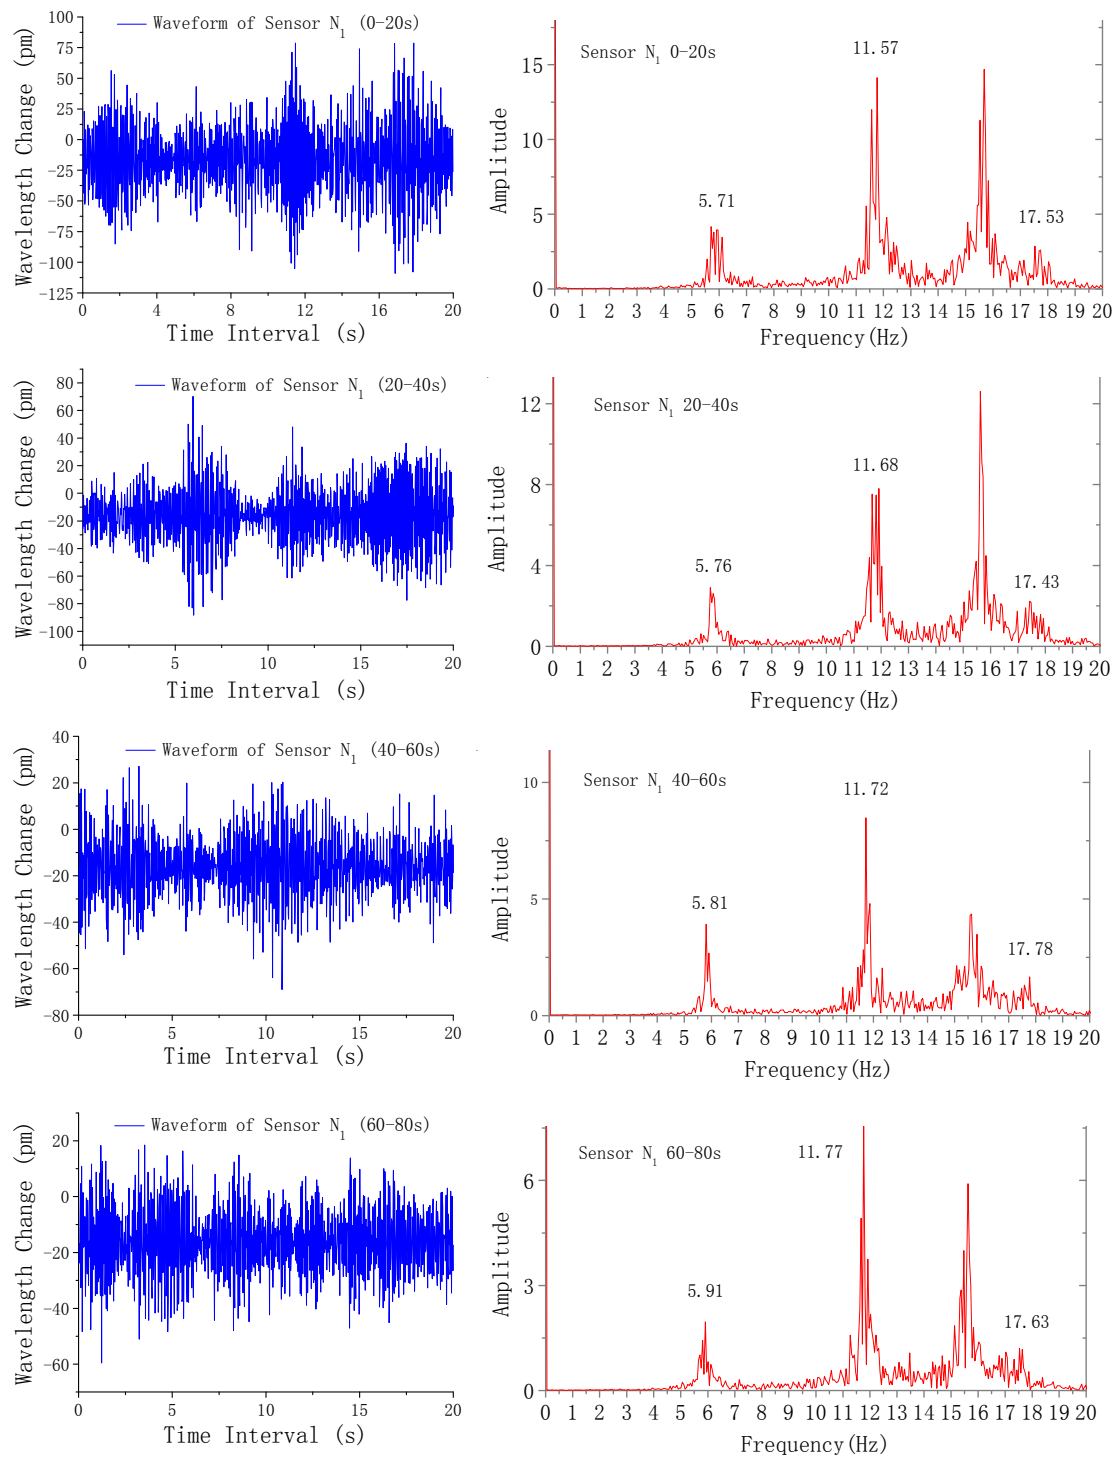 Waveform of Sensor N1 (0-20s)
Wavelength Change (pm)
100
75
50
25
0
-25
-50
-75
-100
-125
0 4 8 12 16 20
Time Interval (s)
Sensor N1 0-20s
Amplitude
15
10
5
0
5.71
11.57
17.53
0 1 2 3 4 5 6 7 8 9 10 11 12 13 14 15 16 17 18 19 20
Frequency(Hz)
Waveform of Sensor N1 (20-40s)
Wavelength Change (pm)
80
60
40
20
0
-20
-40
-60
-80
-100
0 5 10 15 20
Time Interval (s)
Sensor N1 20-40s
Amplitude
12
8
4
0
5.76
11.68
17.43
0 1 2 3 4 5 6 7 8 9 10 11 12 13 14 15 16 17 18 19 20
Frequency(Hz)
Waveform of Sensor N1 (40-60s)
Wavelength Change (pm)
40
20
0
-20
-40
-60
-80
0 5 10 15 20
Time Interval (s)
Sensor N1 40-60s
Amplitude
10
5
0
5.81
11.72
17.78
0 1 2 3 4 5 6 7 8 9 10 11 12 13 14 15 16 17 18 19 20
Frequency(Hz)
Waveform of Sensor N1 (60-80s)
Wavelength Change (pm)
20
0
-20
-40
-60
0 5 10 15 20
Time Interval (s)
Sensor N1 60-80s
Amplitude
6
3
0
5.91
11.77
17.63
0 1 2 3 4 5 6 7 8 9 10 11 12 13 14 15 16 17 18 19 20
Frequency(Hz)